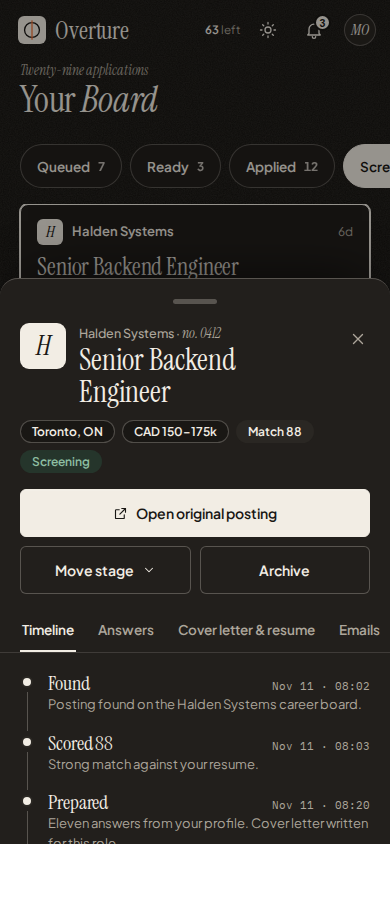 Overture
63 left
3
MO
Twenty-nine applications
Your Board
Queued 7
Ready 3
Applied 12
Scre
H
Halden Systems
6d
Senior Backend Engineer
H
Halden Systems · no. 0412
Senior Backend
Engineer
Toronto, ON
CAD 150–175k
Match 88
Screening
Open original posting
Move stage
Archive
Timeline
Answers
Cover letter & resume
Emails
Found
Nov 11 · 08:02
Posting found on the Halden Systems career board.
Scored 88
Nov 11 · 08:03
Strong match against your resume.
Prepared
Nov 11 · 08:20
Eleven answers from your profile. Cover letter written
for this role.